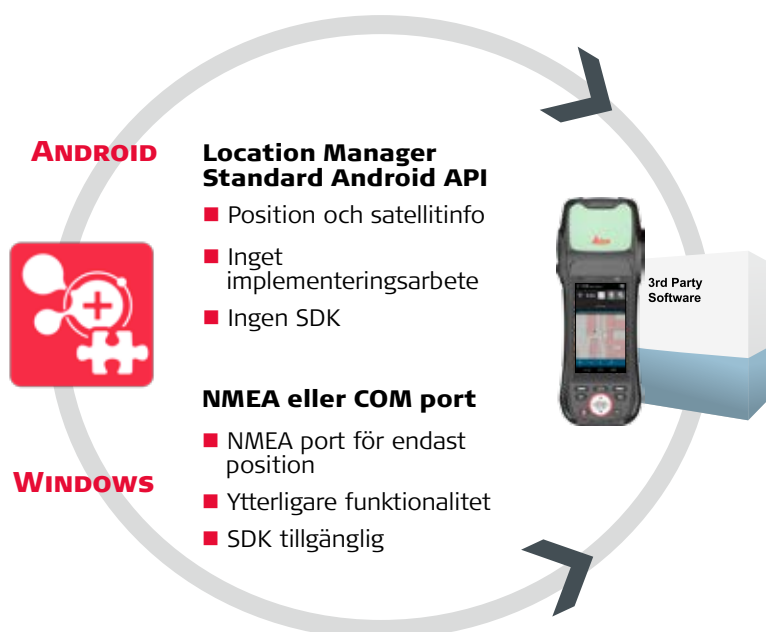 ANDROID
Location Manager
Standard Android API
Position och satellitinfo
Inget
implementeringsarbete
Ingen SDK
WINDOWS
NMEA eller COM port
NMEA port för endast
position
Ytterligare funktionalitet
SDK tillgänglig
3rd Party
Software